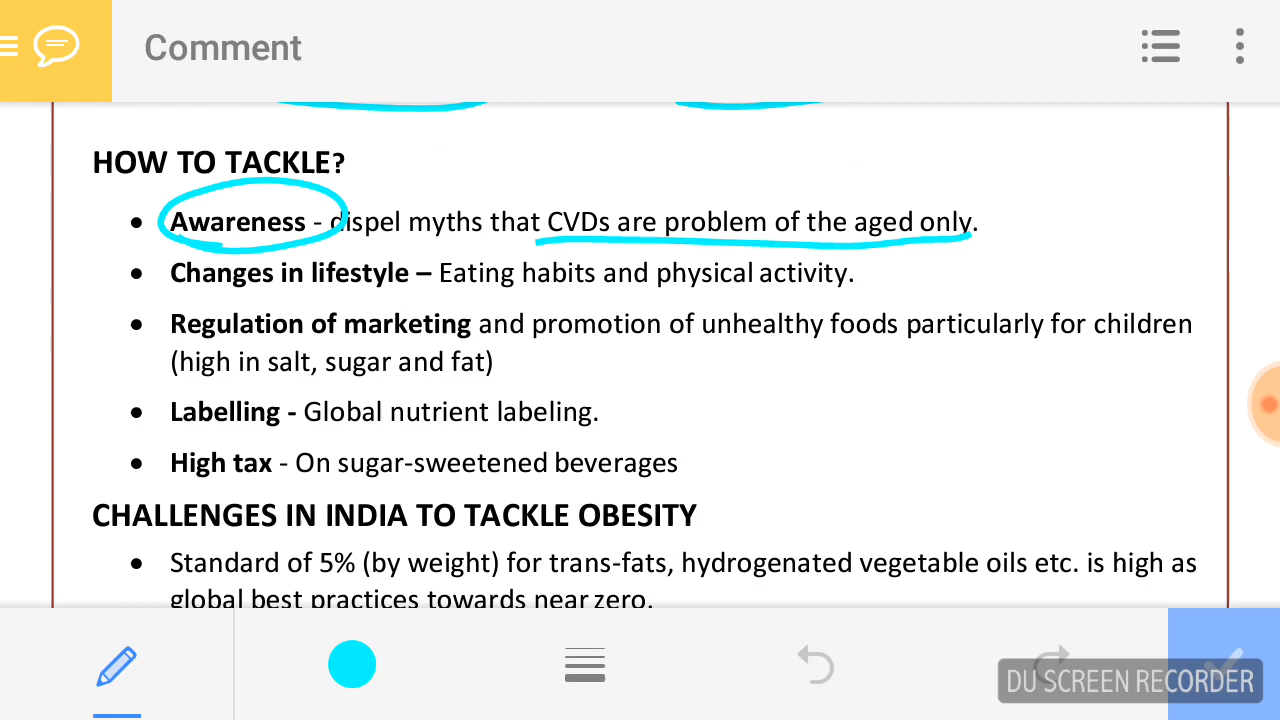 Comment
HOW TO TACKLE?
• Awareness - dispel myths that CVDs are problem of the aged only.
• Changes in lifestyle – Eating habits and physical activity.
• Regulation of marketing and promotion of unhealthy foods particularly for children
(high in salt, sugar and fat)
• Labelling - Global nutrient labeling.
• High tax - On sugar-sweetened beverages
CHALLENGES IN INDIA TO TACKLE OBESITY
• Standard of 5% (by weight) for trans-fats, hydrogenated vegetable oils etc. is high as
global best practices towards near zero.
DU SCREEN RECORDER